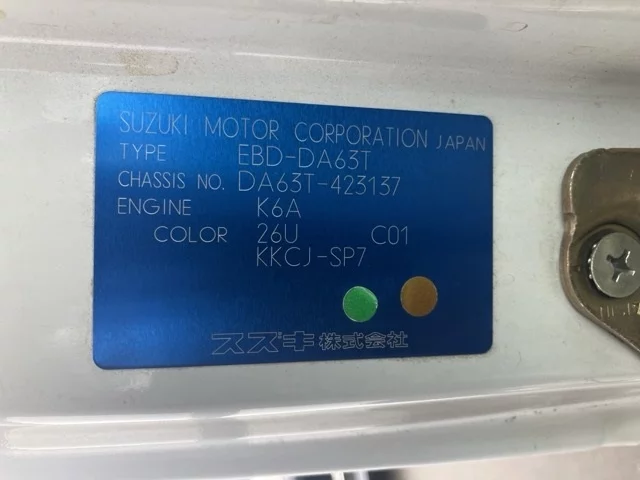 SUZUKI MOTOR CORPORATION JAPAN
TYPE EBD-DA63T
CHASSIS NO. DA63T-423137
ENGINE K6A
COLOR 26U C01
KKCJ-SP7
スズキ株式会社